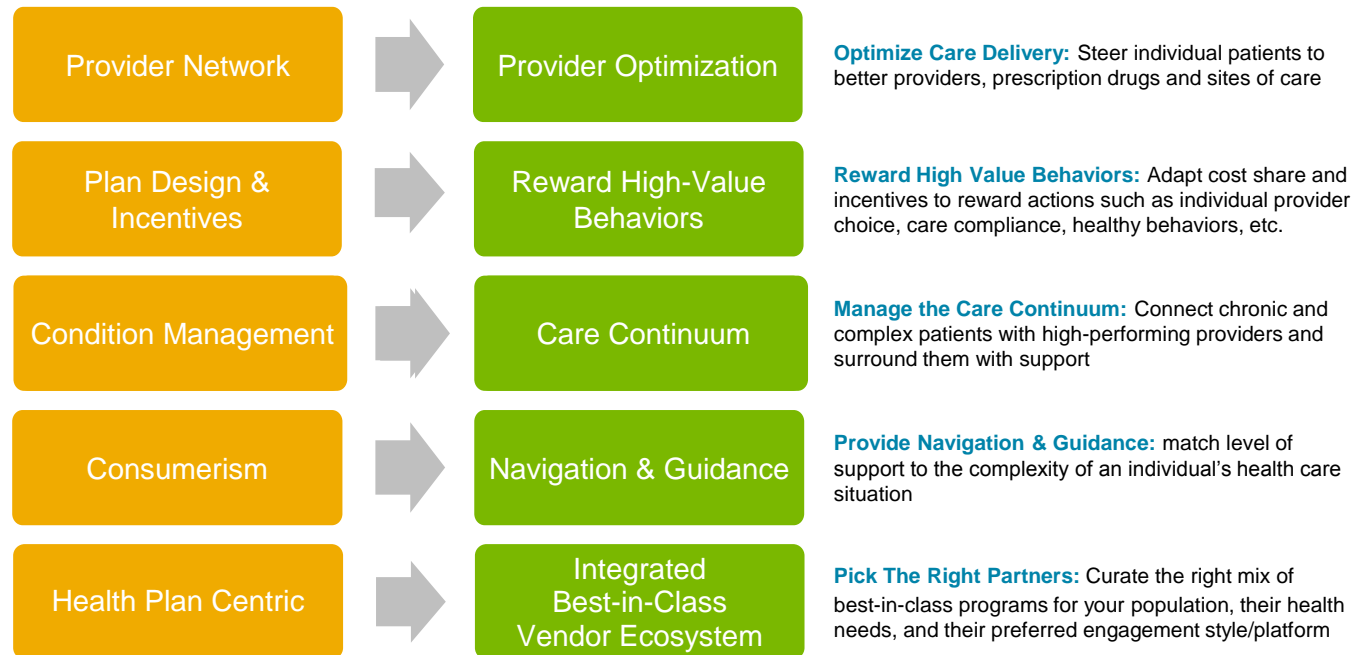 Provider Network
Provider Optimization
Optimize Care Delivery: Steer individual patients to
better providers, prescription drugs and sites of care
Plan Design &
Incentives
Reward High-Value
Behaviors
Reward High Value Behaviors: Adapt cost share and
incentives to reward actions such as individual provider
choice, care compliance, healthy behaviors, etc.
Condition Management
Care Continuum
Manage the Care Continuum: Connect chronic and
complex patients with high-performing providers and
surround them with support
Consumerism
Navigation & Guidance
Provide Navigation & Guidance: match level of
support to the complexity of an individual's health care
situation
Health Plan Centric
Integrated
Best-in-Class
Vendor Ecosystem
Pick The Right Partners: Curate the right mix of
best-in-class programs for your population, their health
needs, and their preferred engagement style/platform